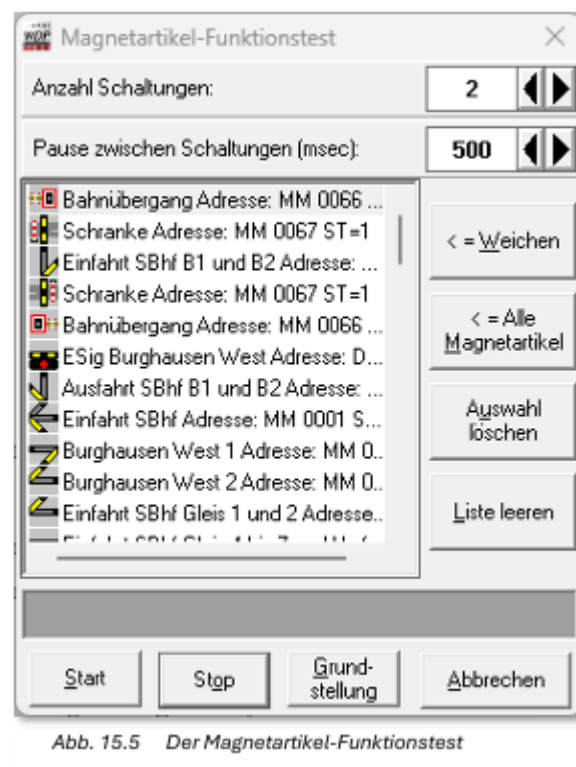 WDP Magnetartikel-Funktionstest
Anzahl Schaltungen: 2
Pause zwischen Schaltungen (msec): 500
Bahnübergang Adresse: MM 0066 ...
Schranke Adresse: MM 0067 ST=1
Einfahrt SBhf B1 und B2 Adresse: ...
Schranke Adresse: MM 0067 ST=1
Bahnübergang Adresse: MM 0066 ...
ESig Burghausen West Adresse: D...
Ausfahrt SBhf B1 und B2 Adresse: ...
Einfahrt SBhf Adresse: MM 0001 S...
Burghausen West 1 Adresse: MM 0..
Burghausen West 2 Adresse: MM 0..
Einfahrt SBhf Gleis 1 und 2 Adresse..
< = Weichen
< = Alle
Magnetartikel
Auswahl
löschen
Liste leeren
Start
Stop
Grund-
stellung
Abbrechen
Abb. 15.5 Der Magnetartikel-Funktionstest